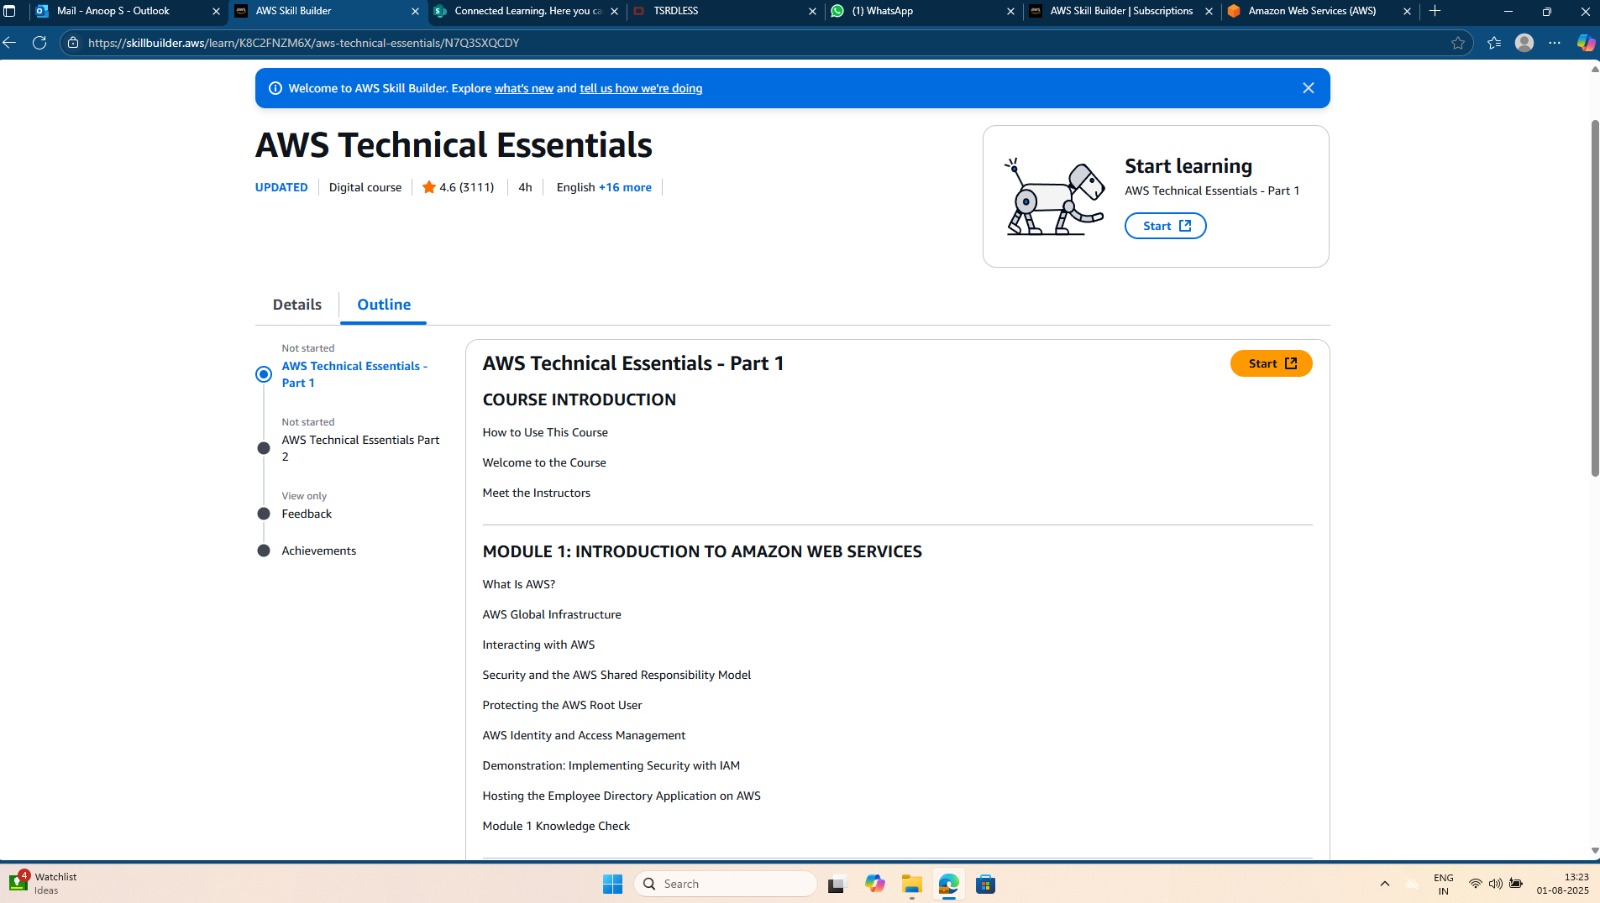 Mail - Anoop S - Outlook
AWS Skill Builder
Connected Learning. Here you ca
TSRDLESS
(1) WhatsApp
AWS Skill Builder | Subscriptions
Amazon Web Services (AWS)
https://skillbuilder.aws/learn/K8C2FNZM6X/aws-technical-essentials/N7Q3SXQCDY
Welcome to AWS Skill Builder. Explore what's new and tell us how we're doing
AWS Technical Essentials
UPDATED
Digital course
4.6 (3111)
4h
English +16 more
Start learning
AWS Technical Essentials - Part 1
Start
Details
Outline
Not started
AWS Technical Essentials -
Part 1
Not started
AWS Technical Essentials Part
2
View only
Feedback
Achievements
AWS Technical Essentials - Part 1
Start
COURSE INTRODUCTION
How to Use This Course
Welcome to the Course
Meet the Instructors
MODULE 1: INTRODUCTION TO AMAZON WEB SERVICES
What Is AWS?
AWS Global Infrastructure
Interacting with AWS
Security and the AWS Shared Responsibility Model
Protecting the AWS Root User
AWS Identity and Access Management
Demonstration: Implementing Security with IAM
Hosting the Employee Directory Application on AWS
Module 1 Knowledge Check
4
Watchlist
Ideas
Search
ENG
IN
13:23
01-08-2025